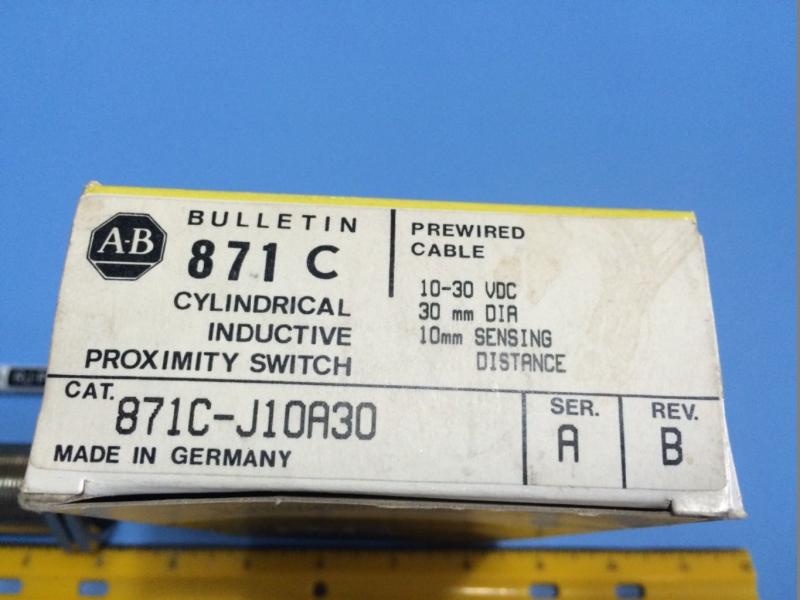 A-B
BULLETIN
871 C
CYLINDRICAL
INDUCTIVE
PROXIMITY SWITCH
PREWIRED
CABLE
10-30 VDC
30 mm DIA
10mm SENSING
DISTANCE
CAT. 871C-J10A30
MADE IN GERMANY
SER.
A
REV.
B